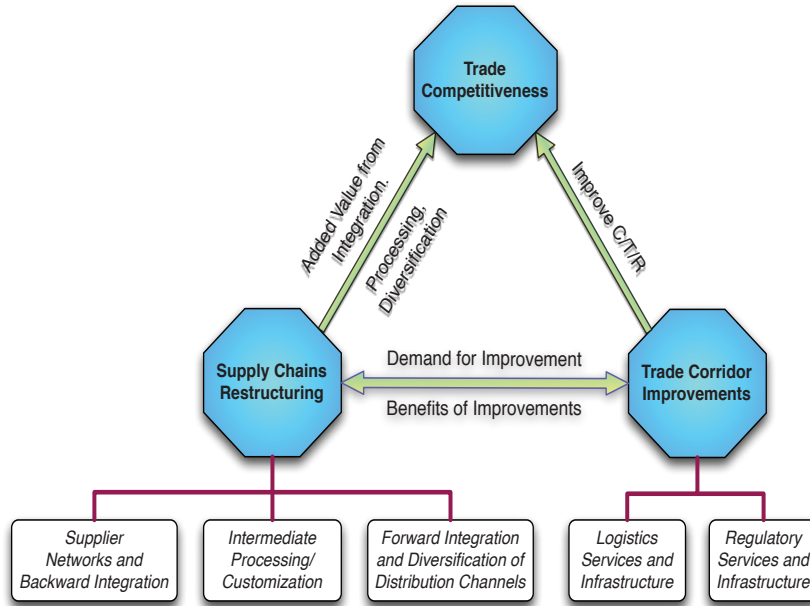 Trade
Competitiveness
Added Value from
Integration.
Processing,
Diversification
Improve C/T/R
Supply Chains
Restructuring
Demand for Improvement
Benefits of Improvements
Trade Corridor
Improvements
Supplier
Networks and
Backward Integration
Intermediate
Processing/
Customization
Forward Integration
and Diversification of
Distribution Channels
Logistics
Services and
Infrastructure
Regulatory
Services and
Infrastructure